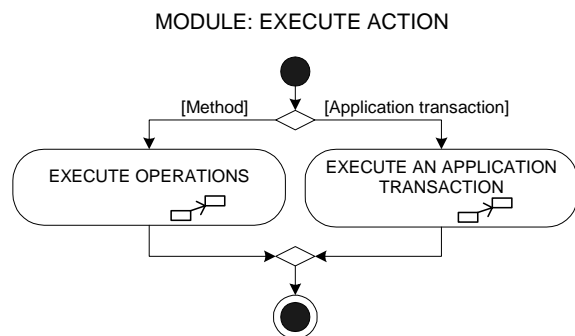 MODULE: EXECUTE ACTION
[Method]
[Application transaction]
EXECUTE OPERATIONS
EXECUTE AN APPLICATION
TRANSACTION